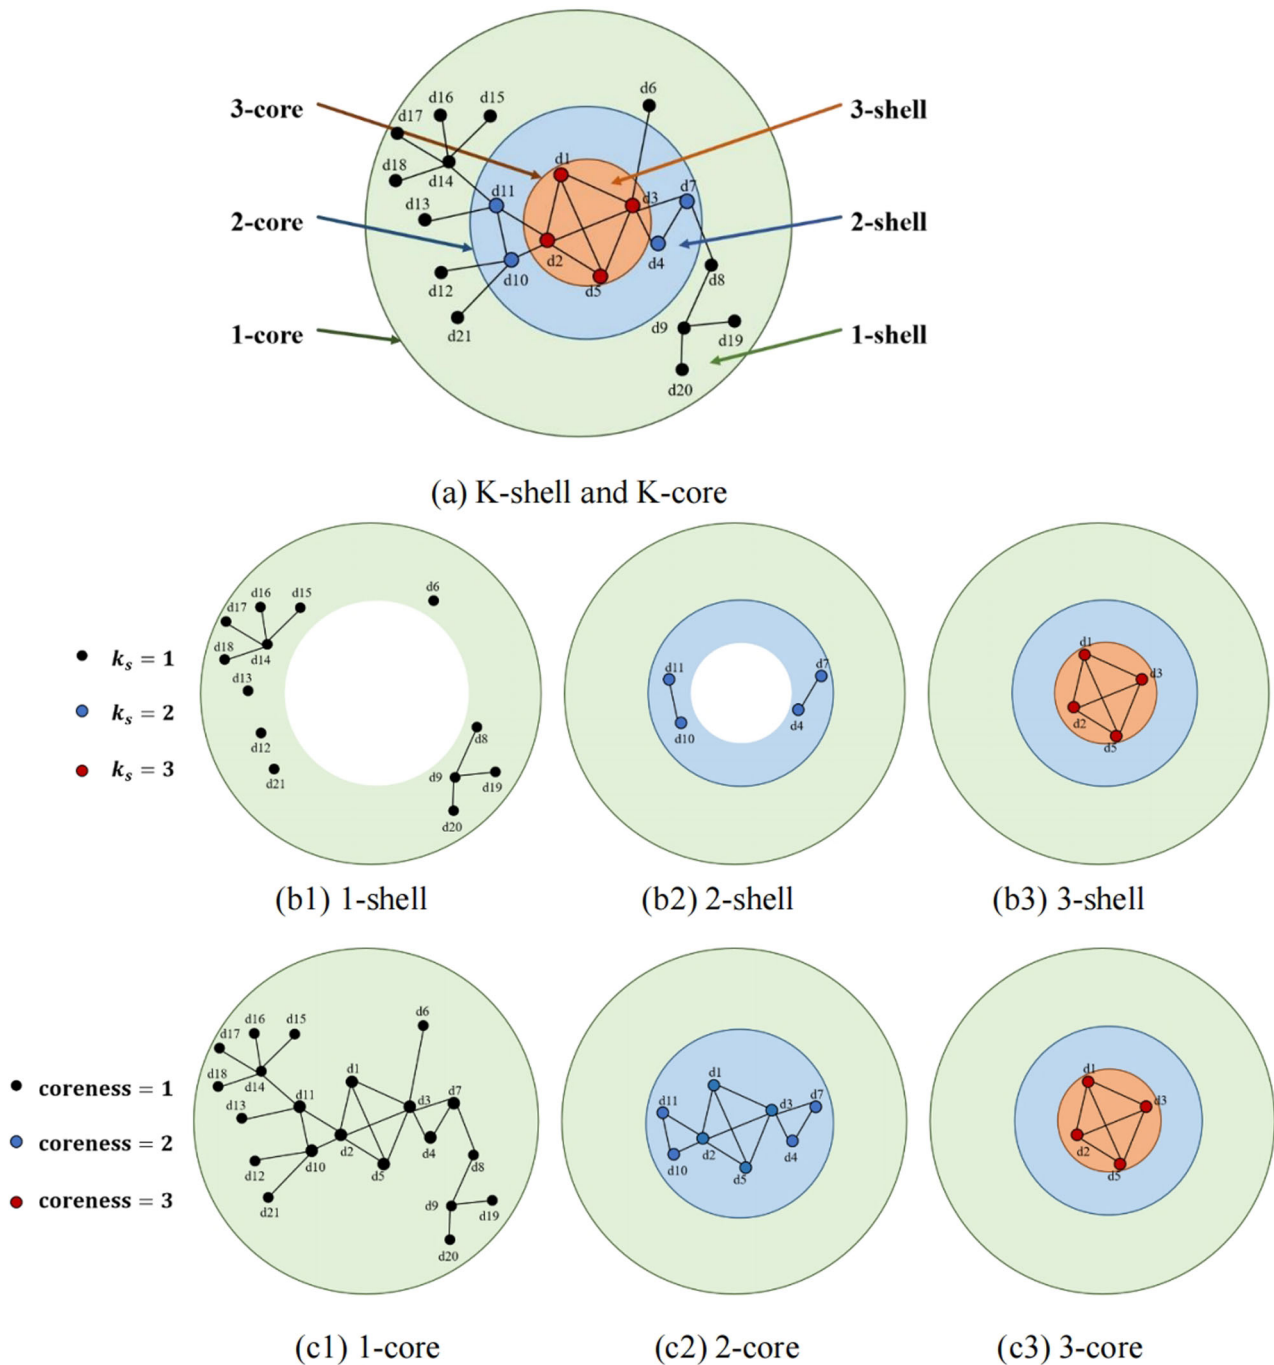 d6
d16 d15
3-core 3-shell
d17
d1
d18
d14
d7
d11
d3
d13
2-core 2-shell
d2
d4
d10
d12
d8
d5
d21
d9
1-core 1-shell
d19
d20
(a) K-shell and K-core
d6
d16 d15
d17
d18
d14
d13
d12
d21
d8
d9
d19
d20
kₛ = 1
kₛ = 2
kₛ = 3
d11
d7
d10
d4
d1
d3
d2
d5
(b1) 1-shell (b2) 2-shell (b3) 3-shell
d6
d16 d15
d17
d1
d18
d14
d11
d3
d7
d13
d2
d4
d10
d12
d5
d8
d21
d9
d19
d20
coreness = 1
coreness = 2
coreness = 3
d1
d11
d3
d7
d2
d4
d10
d5
d1
d3
d2
d5
(c1) 1-core (c2) 2-core (c3) 3-core